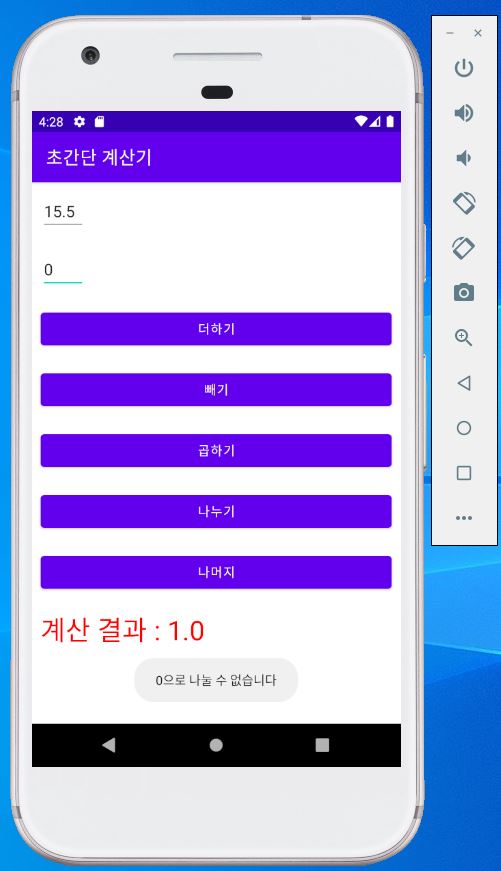 4:28
초간단 계산기
15.5
0
더하기
빼기
곱하기
나누기
나머지
계산 결과 : 1.0
0으로 나눌 수 없습니다